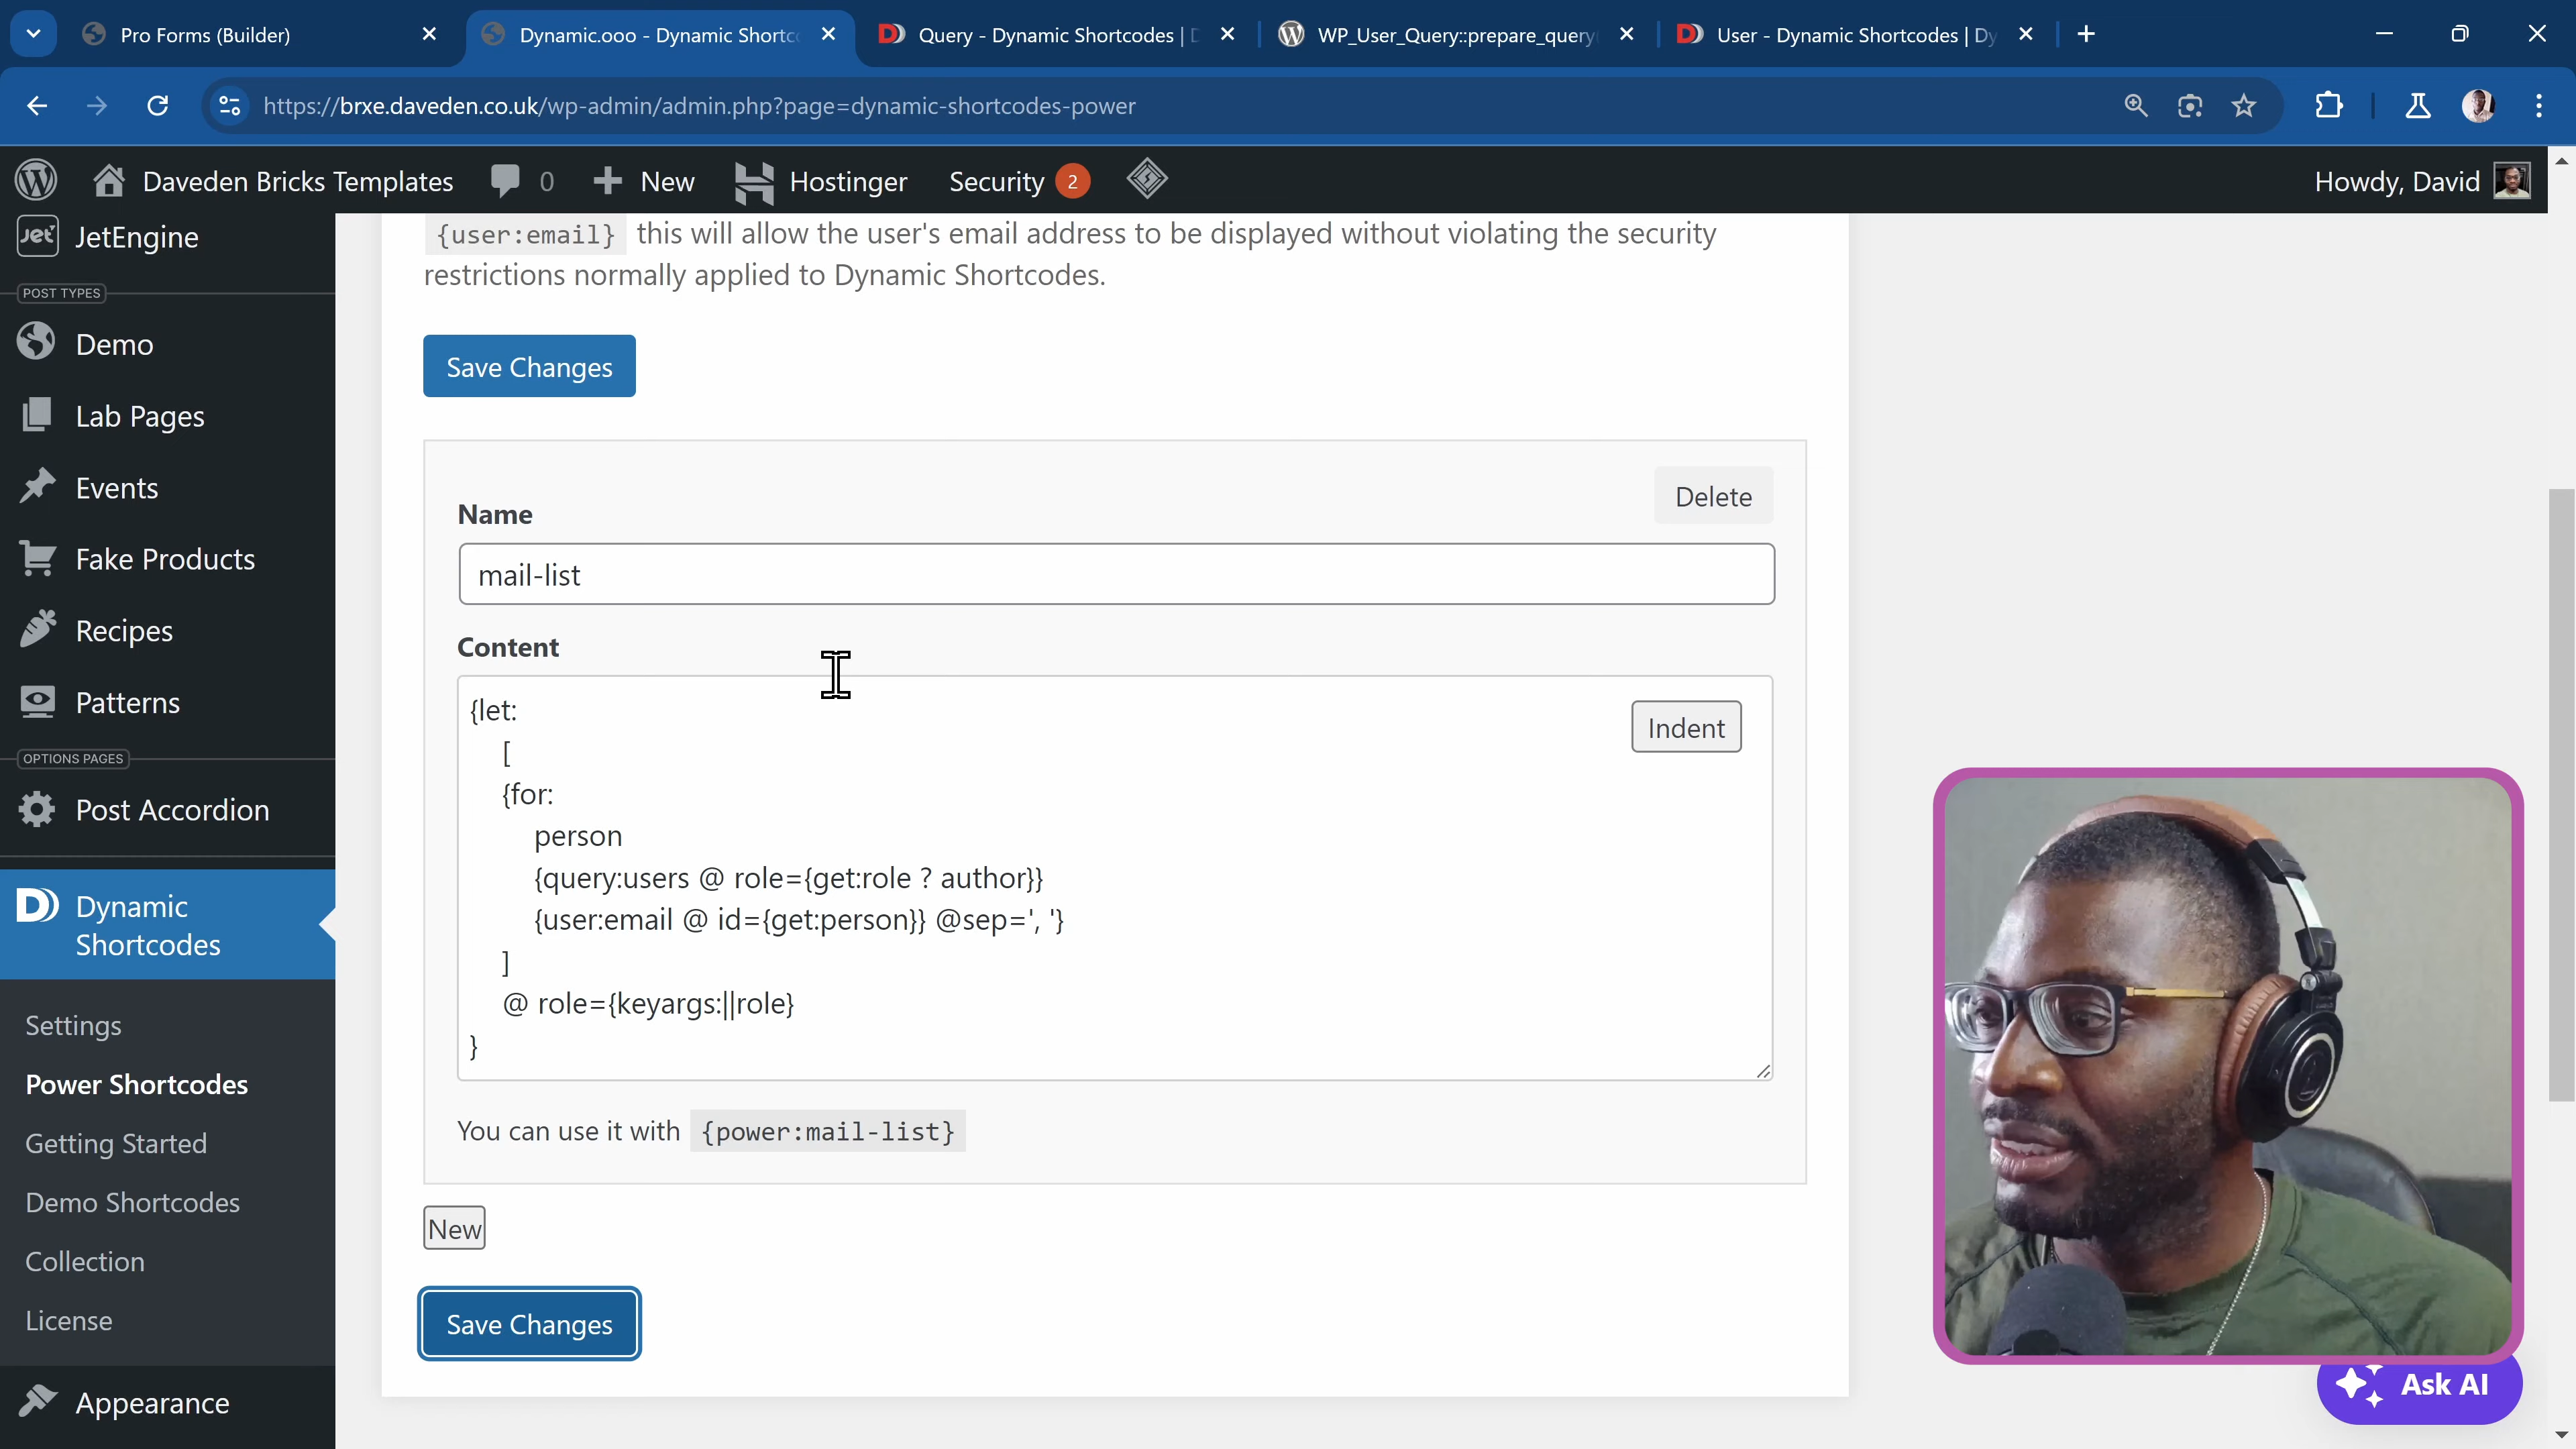 Pro Forms (Builder)
Dynamic.ooo - Dynamic Shortc
Query - Dynamic Shortcodes |
WP_User_Query::prepare_query
User - Dynamic Shortcodes | Dy
https://brxe.daveden.co.uk/wp-admin/admin.php?page=dynamic-shortcodes-power
Daveden Bricks Templates
0
New
Hostinger
Security 2
Howdy, David
Jet
JetEngine
POST TYPES
Demo
Lab Pages
Events
Fake Products
Recipes
Patterns
OPTIONS PAGES
Post Accordion
Dynamic
Shortcodes
Settings
Power Shortcodes
Getting Started
Demo Shortcodes
Collection
License
Appearance
{user:email} this will allow the user's email address to be displayed without violating the security
restrictions normally applied to Dynamic Shortcodes.
Save Changes
Delete
Name
mail-list
Content
Indent
{let:
[
{for:
person
{query:users @ role={get:role ? author}}
{user:email @ id={get:person}} @sep=', '}
]
@ role={keyargs:||role}
}
You can use it with {power:mail-list}
New
Save Changes
Ask AI